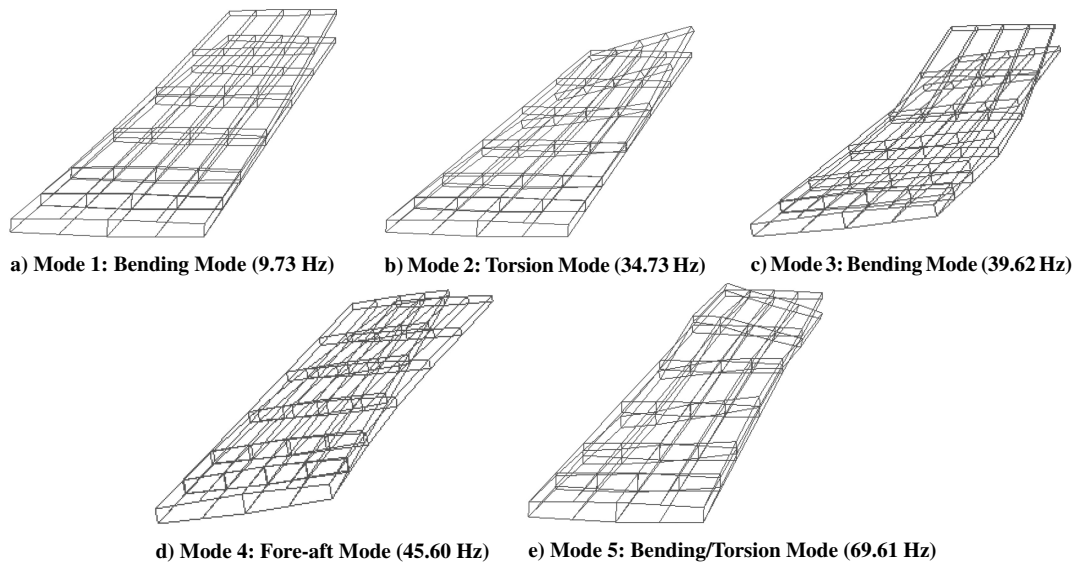 a) Mode 1: Bending Mode (9.73 Hz)
b) Mode 2: Torsion Mode (34.73 Hz)
c) Mode 3: Bending Mode (39.62 Hz)
d) Mode 4: Fore-aft Mode (45.60 Hz)
e) Mode 5: Bending/Torsion Mode (69.61 Hz)